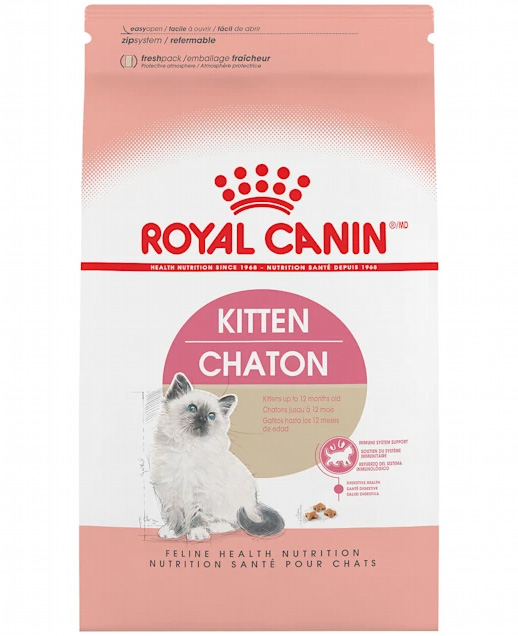 easyopen / facile à ouvrir / fácil de abrir
zipsystem / refermable
freshpack / emballage fraîcheur
Protective atmosphere / Atmosphère protectrice
ROYAL CANIN ®/MD
HEALTH NUTRITION SINCE 1968 – NUTRITION SANTÉ DEPUIS 1968
KITTEN
CHATON
Kittens up to 12 months old
Chatons jusqu'à 12 mois
Gatitos hasta los 12 meses
de edad
IMMUNE SYSTEM SUPPORT
SOUTIEN DU SYSTÈME
IMMUNITAIRE
REFUERZO DEL SISTEMA
INMUNOLÓGICO
DIGESTIVE HEALTH
SANTÉ DIGESTIVE
SALUD DIGESTIVA
FELINE HEALTH NUTRITION
NUTRITION SANTÉ POUR CHATS